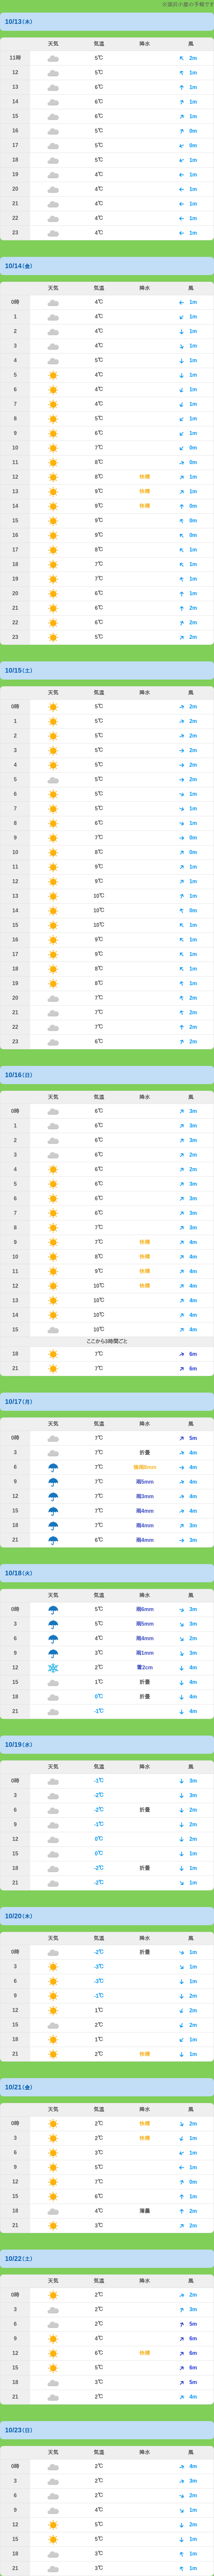 10/13(木)
天気 気温 降水 風
11時 5℃ 2m
12 5℃ 1m
13 6℃ 1m
14 6℃ 1m
15 6℃ 1m
16 5℃ 0m
17 5℃ 0m
18 5℃ 1m
19 4℃ 1m
20 4℃ 1m
21 4℃ 1m
22 4℃ 1m
23 4℃ 1m
10/14(金)
天気 気温 降水 風
0時 4℃ 1m
1 4℃ 1m
2 4℃ 1m
3 4℃ 1m
4 5℃ 1m
5 4℃ 1m
6 4℃ 1m
7 4℃ 1m
8 5℃ 1m
9 6℃ 1m
10 7℃ 0m
11 8℃ 0m
12 8℃ 快晴 1m
13 9℃ 快晴 1m
14 9℃ 快晴 0m
15 9℃ 0m
16 9℃ 0m
17 8℃ 1m
18 7℃ 1m
19 7℃ 1m
20 6℃ 1m
21 6℃ 2m
22 6℃ 2m
23 5℃ 2m
10/15(土)
天気 気温 降水 風
0時 5℃ 2m
1 5℃ 2m
2 5℃ 2m
3 5℃ 2m
4 5℃ 2m
5 5℃ 2m
6 5℃ 1m
7 5℃ 1m
8 6℃ 1m
9 7℃ 0m
10 8℃ 0m
11 9℃ 1m
12 9℃ 1m
13 10℃ 1m
14 10℃ 0m
15 10℃ 1m
16 9℃ 1m
17 9℃ 1m
18 8℃ 1m
19 8℃ 1m
20 7℃ 2m
21 7℃ 2m
22 7℃ 2m
23 6℃ 2m
10/16(日)
天気 気温 降水 風
0時 6℃ 3m
1 6℃ 3m
2 6℃ 3m
3 6℃ 2m
4 6℃ 2m
5 6℃ 3m
6 6℃ 3m
7 6℃ 3m
8 7℃ 3m
9 7℃ 快晴 4m
10 8℃ 快晴 4m
11 9℃ 快晴 4m
12 10℃ 快晴 4m
13 10℃ 4m
14 10℃ 4m
15 10℃ 4m
ここから3時間ごと
18 7℃ 6m
21 7℃ 6m
10/17(月)
天気 気温 降水 風
0時 7℃ 5m
3 7℃ 折曇 4m
6 7℃ 強雨8mm 4m
9 7℃ 雨5mm 4m
12 7℃ 雨3mm 4m
15 7℃ 雨4mm 4m
18 7℃ 雨4mm 3m
21 6℃ 雨4mm 3m
10/18(火)
天気 気温 降水 風
0時 5℃ 雨6mm 3m
3 5℃ 雨5mm 3m
6 4℃ 雨4mm 2m
9 3℃ 雨1mm 3m
12 2℃ 雪2cm 4m
15 1℃ 折曇 4m
18 0℃ 折曇 4m
21 -1℃ 4m
10/19(水)
天気 気温 降水 風
0時 -1℃ 3m
3 -2℃ 3m
6 -2℃ 折曇 2m
9 -1℃ 2m
12 0℃ 2m
15 0℃ 1m
18 -2℃ 折曇 1m
21 -2℃ 1m
10/20(木)
天気 気温 降水 風
0時 -2℃ 折曇 1m
3 -3℃ 1m
6 -3℃ 1m
9 -1℃ 2m
12 1℃ 2m
15 2℃ 2m
18 1℃ 1m
21 2℃ 快晴 1m
10/21(金)
天気 気温 降水 風
0時 2℃ 快晴 2m
3 2℃ 快晴 1m
6 3℃ 1m
9 5℃ 1m
12 7℃ 0m
15 6℃ 1m
18 4℃ 薄曇 2m
21 3℃ 2m
10/22(土)
天気 気温 降水 風
0時 2℃ 2m
3 2℃ 3m
6 2℃ 5m
9 4℃ 6m
12 6℃ 快晴 6m
15 5℃ 6m
18 3℃ 5m
21 2℃ 4m
10/23(日)
天気 気温 降水 風
0時 2℃ 4m
3 2℃ 3m
6 2℃ 2m
9 4℃ 1m
12 5℃ 2m
15 5℃ 1m
18 3℃ 1m
21 3℃ 1m